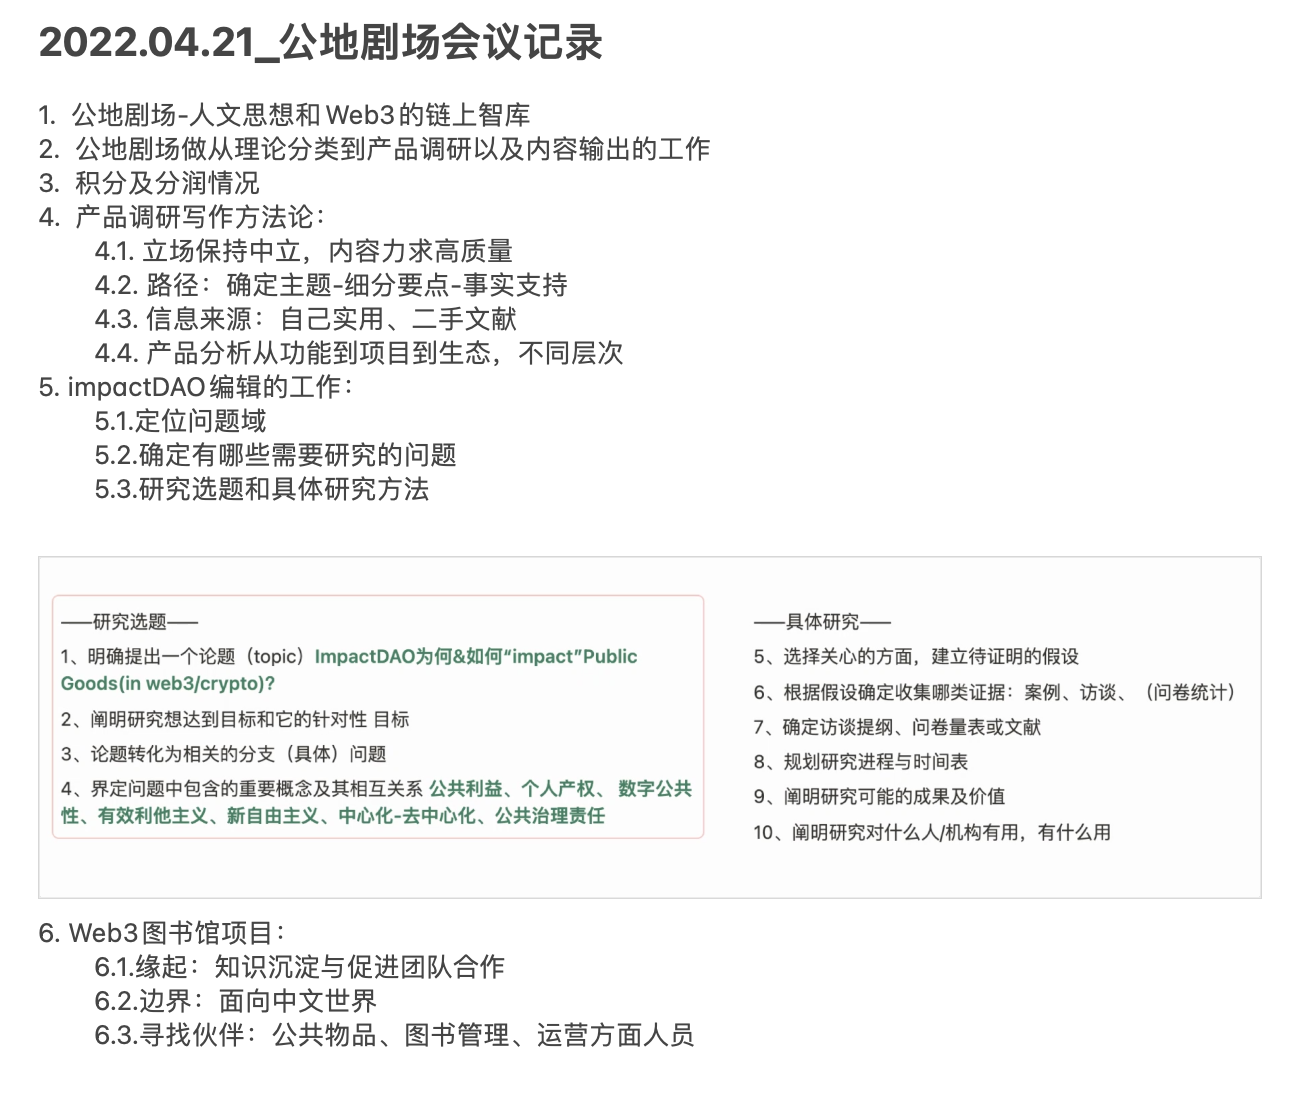 2022.04.21_公地剧场会议记录
1. 公地剧场-人文思想和Web3的链上智库
2. 公地剧场做从理论分类到产品调研以及内容输出的工作
3. 积分及分润情况
4. 产品调研写作方法论：
4.1. 立场保持中立，内容力求高质量
4.2. 路径：确定主题-细分要点-事实支持
4.3. 信息来源：自己实用、二手文献
4.4. 产品分析从功能到项目到生态，不同层次
5. impactDAO编辑的工作：
5.1.定位问题域
5.2.确定有哪些需要研究的问题
5.3.研究选题和具体研究方法
——研究选题——
1、明确提出一个论题（topic）ImpactDAO为何&如何“impact”Public
Goods(in web3/crypto)?
2、阐明研究想达到目标和它的针对性 目标
3、论题转化为相关的分支（具体）问题
4、界定问题中包含的重要概念及其相互关系 公共利益、个人产权、 数字公共
性、有效利他主义、新自由主义、中心化-去中心化、公共治理责任
——具体研究——
5、选择关心的方面，建立待证明的假设
6、根据假设确定收集哪类证据：案例、访谈、（问卷统计）
7、确定访谈提纲、问卷量表或文献
8、规划研究进程与时间表
9、阐明研究可能的成果及价值
10、阐明研究对什么人/机构有用，有什么用
6. Web3图书馆项目：
6.1.缘起：知识沉淀与促进团队合作
6.2.边界：面向中文世界
6.3.寻找伙伴：公共物品、图书管理、运营方面人员